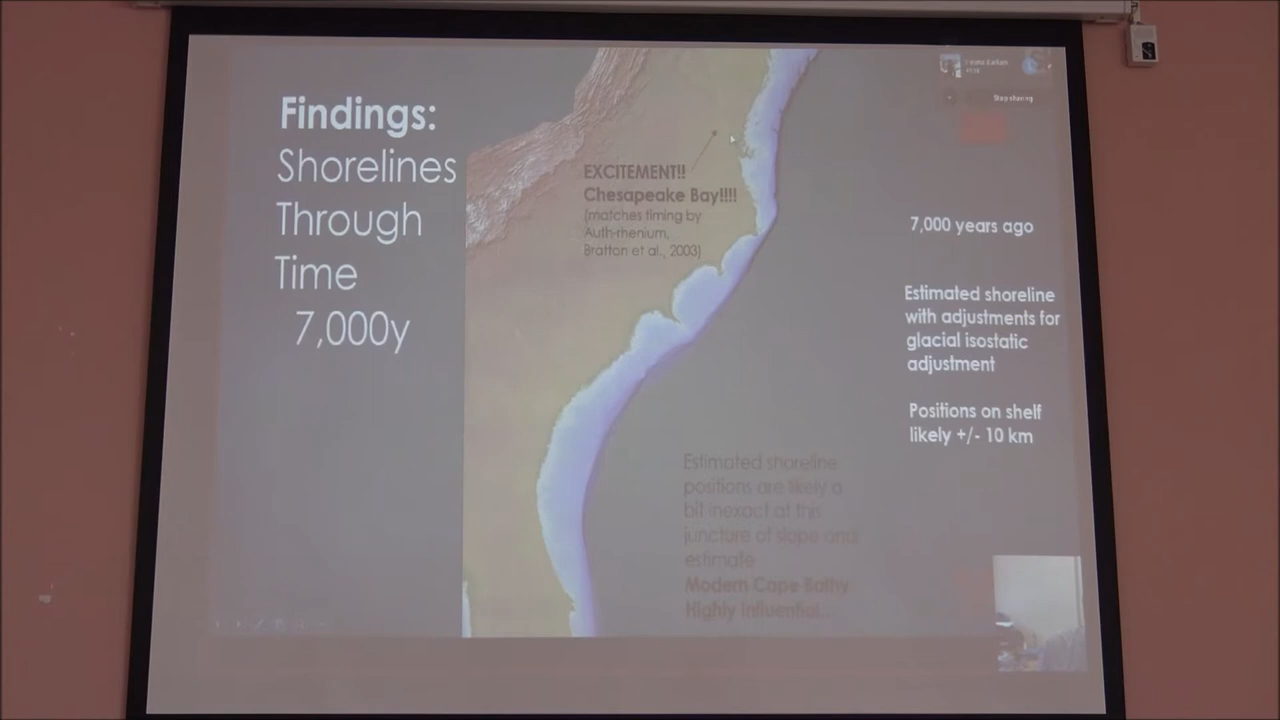 Findings:
Shorelines
Through
Time
7,000y
EXCITEMENT!!
Chesapeake Bay!!!!
(matches timing by
Auth-rhenium,
Bratton et al., 2003)
7,000 years ago
Estimated shoreline
with adjustments for
glacial isostatic
adjustment
Positions on shelf
likely +/- 10 km
Estimated shoreline
positions are likely a
bit inexact at this
juncture of slope and
estimate
Modern Cape Bathy
Highly Influential...
Stop sharing